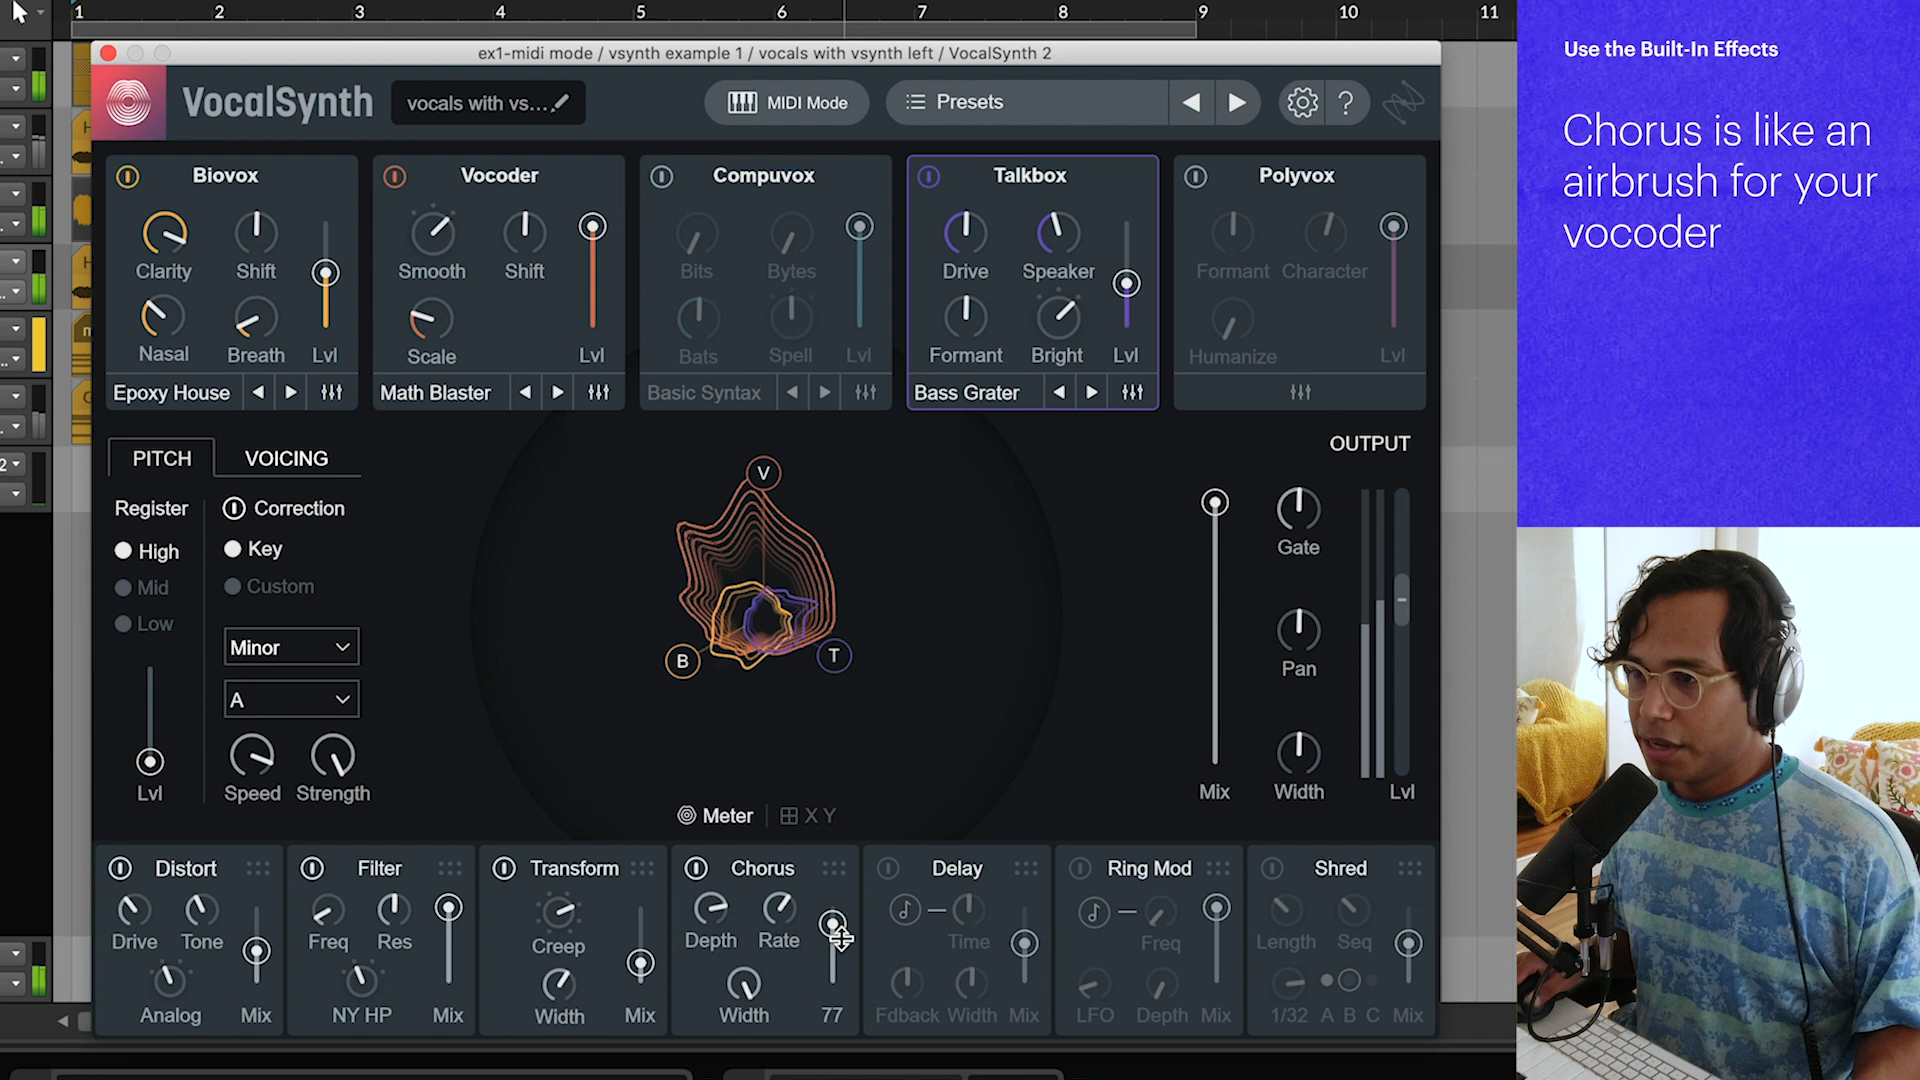 1 2 3 4 5 6 7 8 9 10 11
ex1-midi mode / vsynth example 1 / vocals with vsynth left / VocalSynth 2
VocalSynth vocals with vs... MIDI Mode Presets ?
Biovox Vocoder Compuvox Talkbox Polyvox
Clarity Shift Smooth Shift Bits Bytes Drive Speaker Formant Character
Nasal Breath Lvl Scale Lvl Bats Spell Lvl Formant Bright Lvl Humanize Lvl
Epoxy House Math Blaster Basic Syntax Bass Grater
PITCH VOICING
OUTPUT
Register Correction
High Key
Mid Custom
Low
Minor
A
Lvl Speed Strength
V
B T
Meter X Y
Gate
Pan
Mix Width Lvl
Distort Filter Transform Chorus Delay Ring Mod Shred
Drive Tone Freq Res Creep Depth Rate Time Freq Length Seq
Analog Mix NY HP Mix Width Mix Width 77 Fdback Width Mix LFO Depth Mix 1/32 A B C Mix
Use the Built-In Effects
Chorus is like an
airbrush for your
vocoder